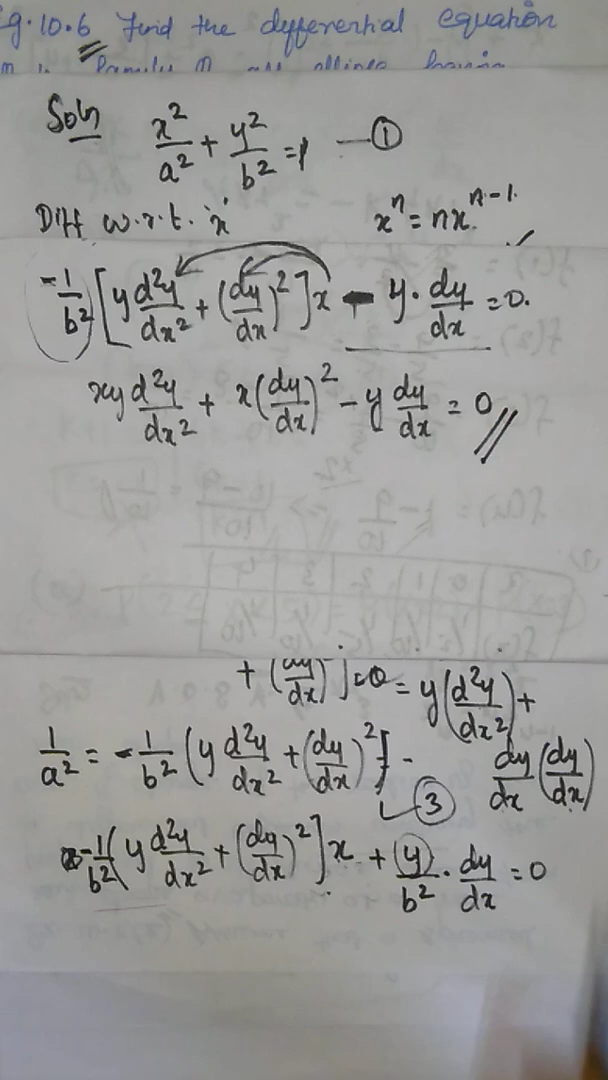 g. 10.6 Find the differential equation
Soln x²/a² + y²/b² = 1 — ①
Diff w.r.t. 'x' xⁿ = nxⁿ⁻¹.
-1/b² [y d²y/dx² + (dy/dx)²] x - y . dy/dx = 0.
xy d²y/dx² + x(dy/dx)² - y dy/dx = 0 //
+ (dy/dx)² ] = 0 = y(d²y/dx²) +
1/a² = -1/b² (y d²y/dx² + (dy/dx)²] - dy/dx (dy/dx)
③
-1/b² (y d²y/dx² + (dy/dx)²] x + y/b² . dy/dx = 0